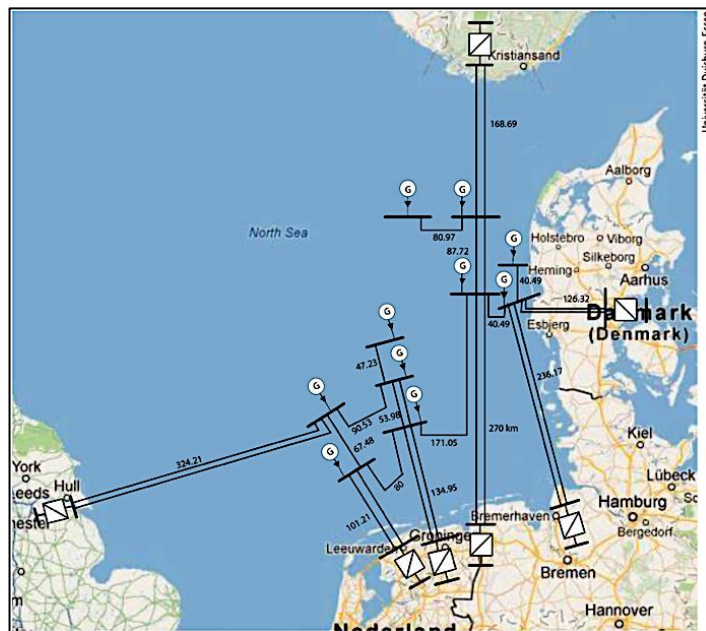 Universität Duisburg-Essen
Kristiansand
168.69
Aalborg
G
G
North Sea
80.97
87.72
Holstebro
Viborg
G
Silkeborg
G
G
Herning
Aarhus
40.49
126.32
40.49
Esbjerg
(Denmark)
G
G
47.23
236.17
G
G
53.98
90.53
67.48
171.05
270 km
Kiel
324.21
G
80
134.95
York
Hull
Lübeck
Bremerhaven
Hamburg
101.21
Bergedorf
Leeuwarden
Groninge
Bremen
Hannover
Nederland